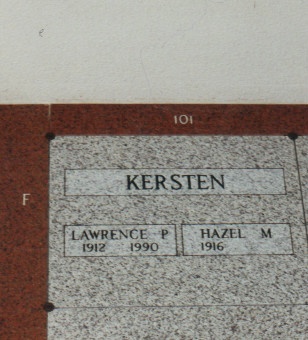 101
F
KERSTEN
LAWRENCE P
1912 1990
HAZEL M
1916